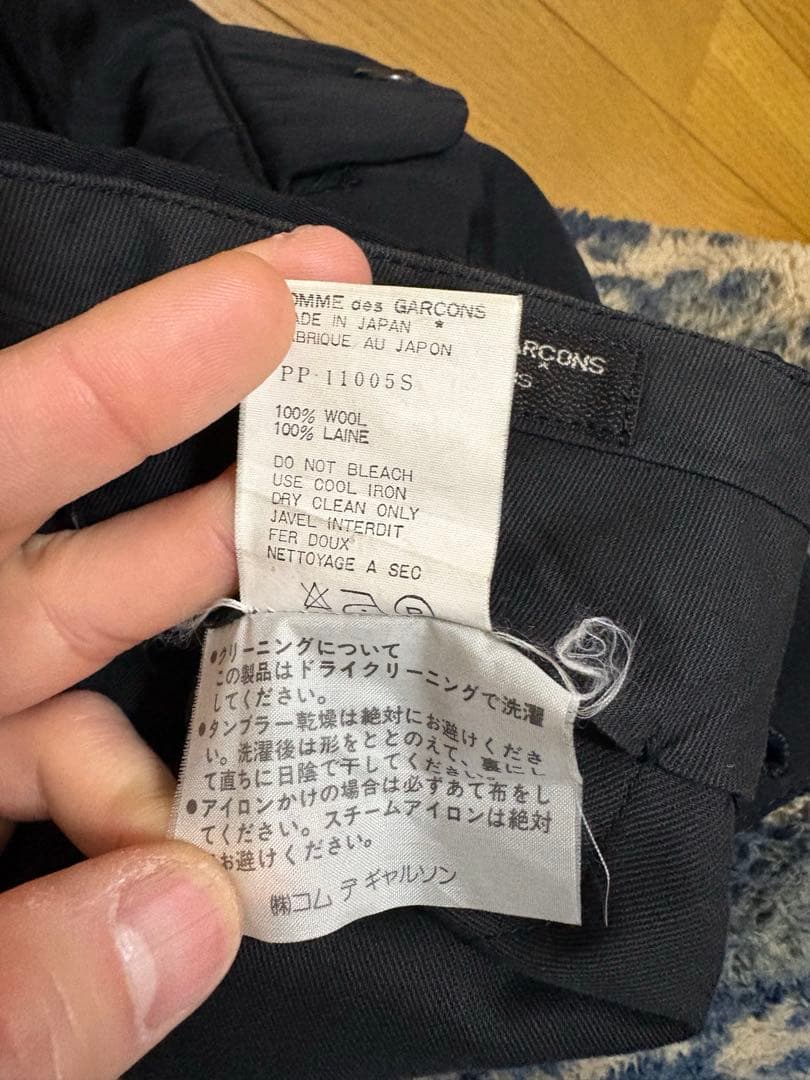 OMME des GARCONS
ADE IN JAPAN *
ABRIQUE AU JAPON
PP-11005S
100% WOOL
100% LAINE
DO NOT BLEACH
USE COOL IRON
DRY CLEAN ONLY
JAVEL INTERDIT
FER DOUX
NETTOYAGE A SEC
ARCONS
*
●クリーニングについて
この製品はドライクリーニングで洗濯
してください。
●タンブラー乾燥は絶対にお避けくださ
い。洗濯後は形をととのえて、裏にし
て直ちに日陰で干してください。
●アイロンかけの場合は必ずあて布をし
てください。スチームアイロンは絶対
お避けください。
㈱コム デ ギャルソン